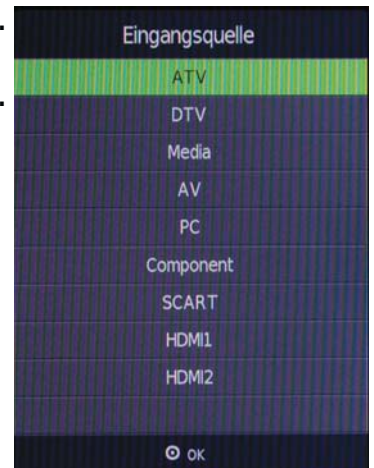 Eingangsquelle
ATV
DTV
Media
AV
PC
Component
SCART
HDMI1
HDMI2
OK